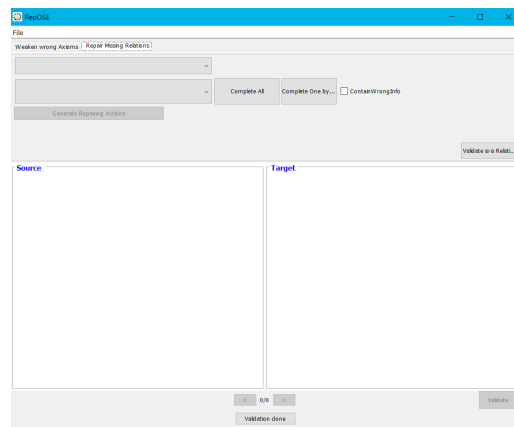 RepOSE
File
Weaken wrong Axioms Repair Missing Relations
Complete All Complete One by ... ContainWrongInfo
Generate Repairing Actions
Validate is-a Relati...
Source Target
< 0/0 > Validate
Validation done